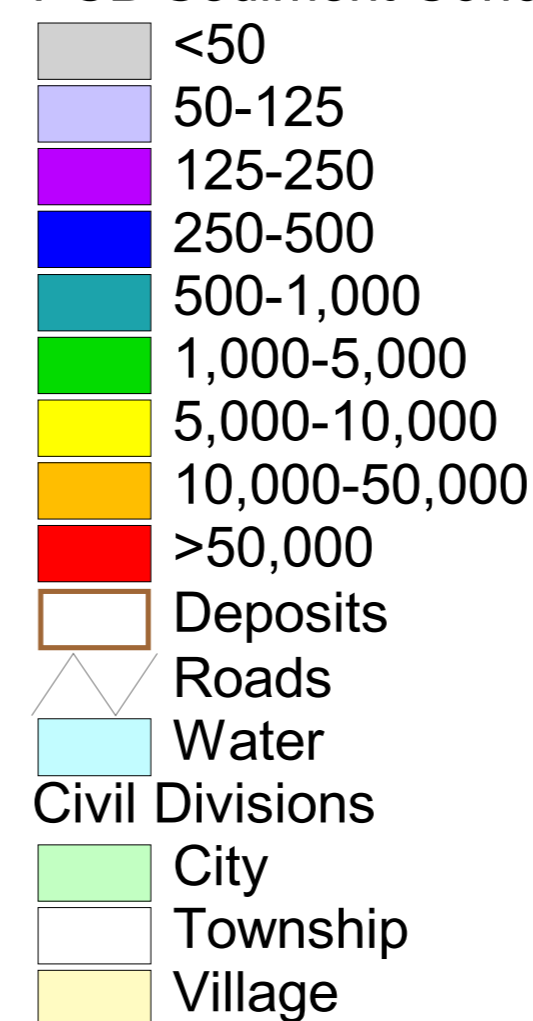 <50
50-125
125-250
250-500
500-1,000
1,000-5,000
5,000-10,000
10,000-50,000
>50,000
Deposits
Roads
Water
Civil Divisions
City
Township
Village